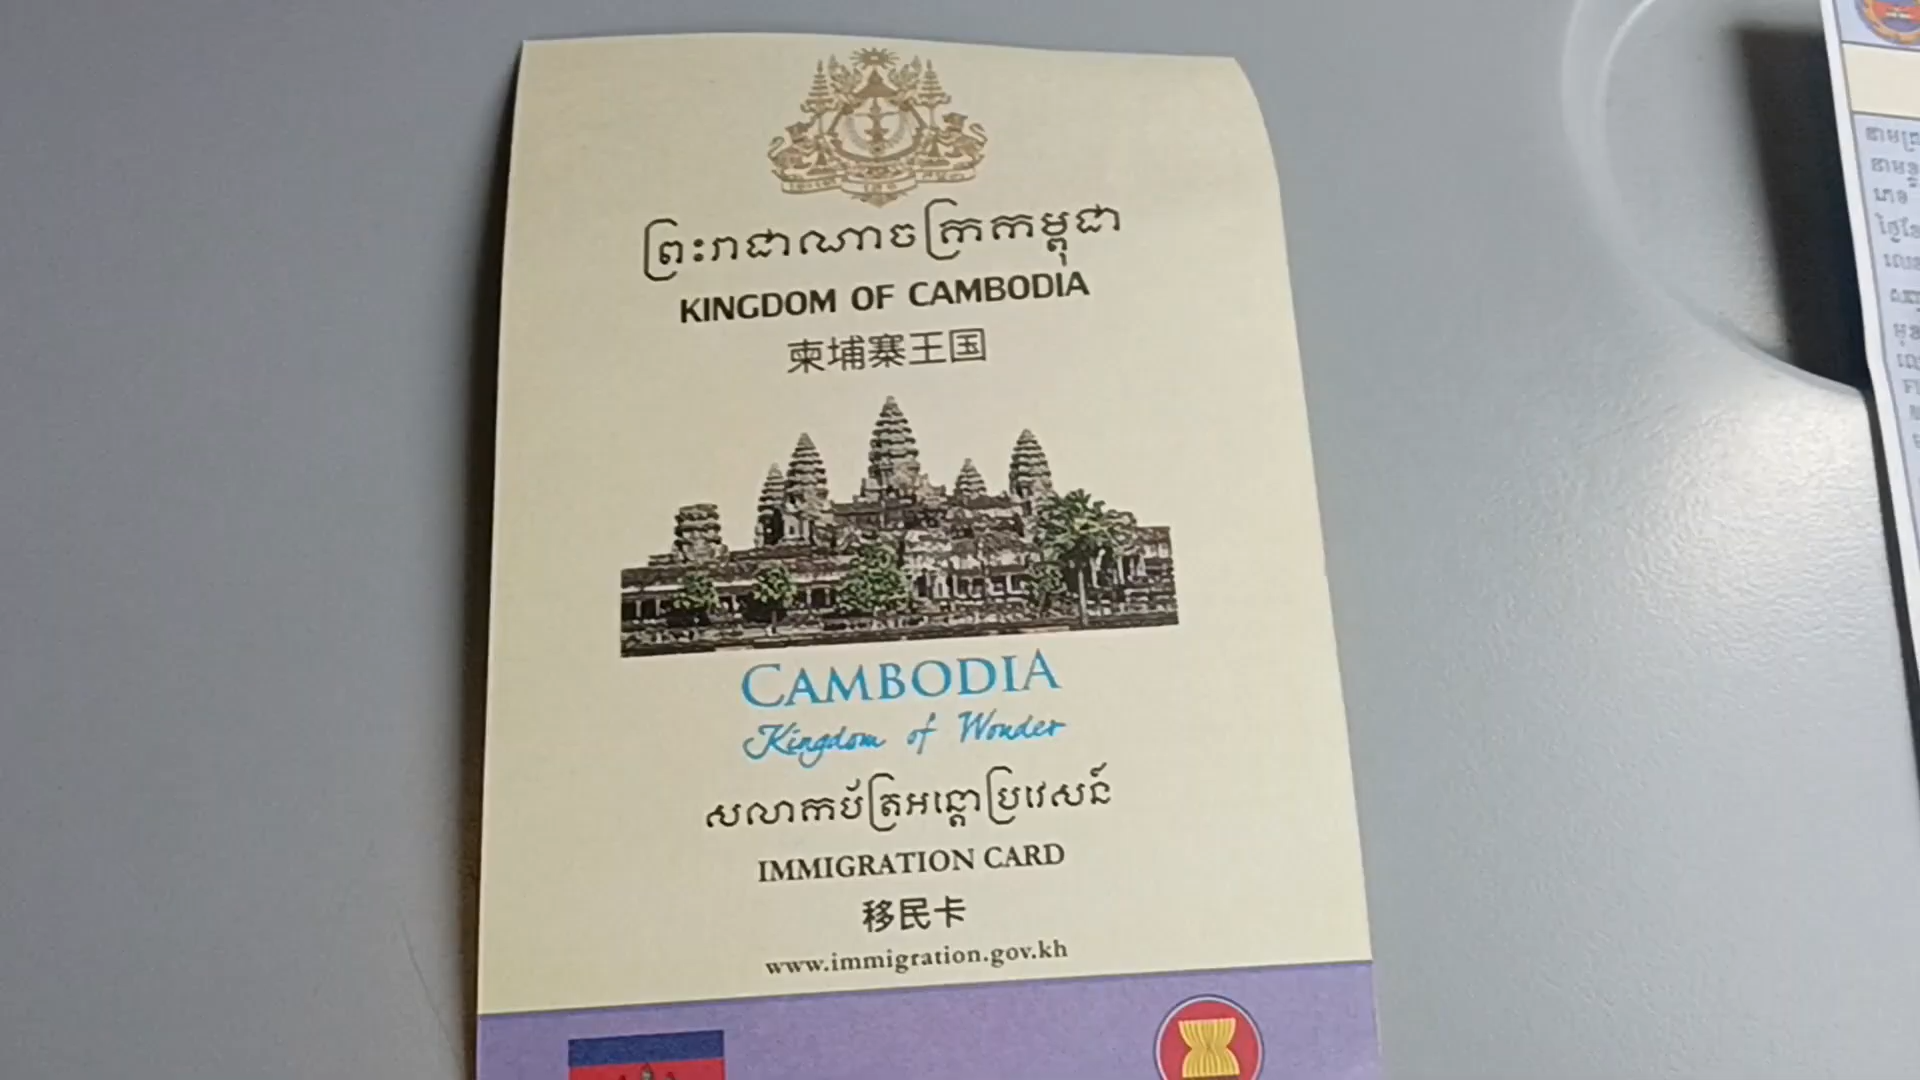 ព្រះរាជាណាចក្រកម្ពុជា
KINGDOM OF CAMBODIA
柬埔寨王国
CAMBODIA
Kingdom of Wonder
សលាកប័ត្រអន្តោប្រវេសន៍
IMMIGRATION CARD
移民卡
www.immigration.gov.kh